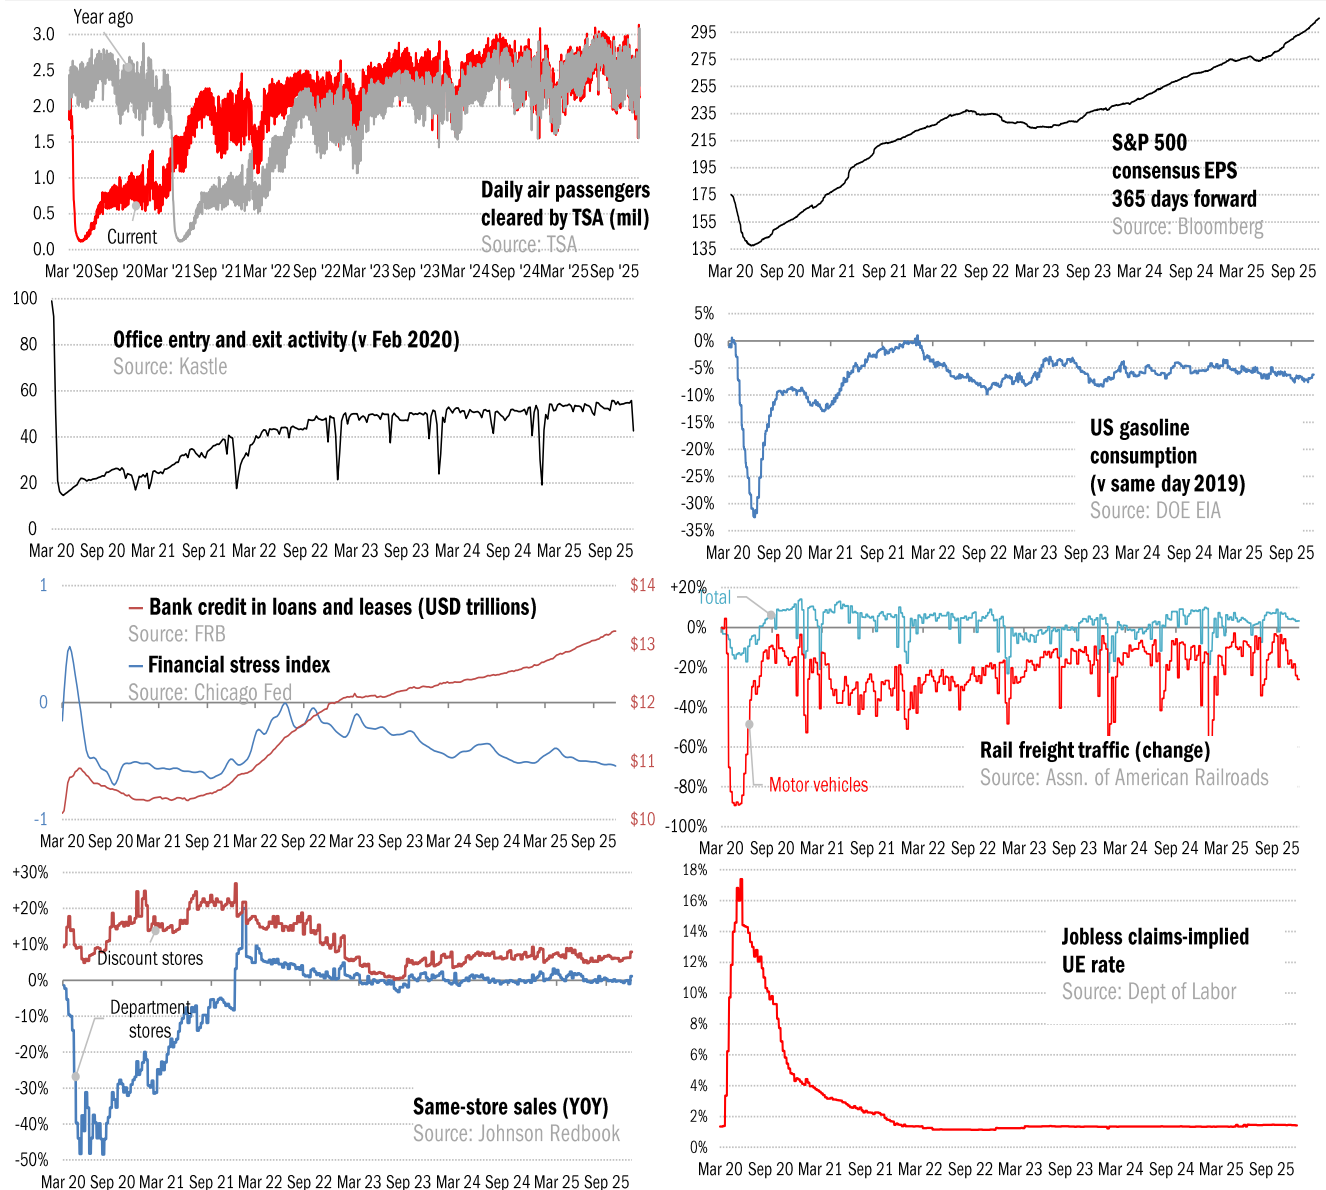 Year ago
3.0
2.5
2.0
1.5
1.0
0.5
0.0
Current
Daily air passengers
cleared by TSA (mil)
Source: TSA
Mar '20 Sep '20 Mar '21 Sep '21 Mar '22 Sep '22 Mar '23 Sep '23 Mar '24 Sep '24 Mar '25 Sep '25
295
275
255
235
215
195
175
155
135
S&P 500
consensus EPS
365 days forward
Source: Bloomberg
Mar 20 Sep 20 Mar 21 Sep 21 Mar 22 Sep 22 Mar 23 Sep 23 Mar 24 Sep 24 Mar 25 Sep 25
100
80
60
40
20
0
Office entry and exit activity (v Feb 2020)
Source: Kastle
Mar 20 Sep 20 Mar 21 Sep 21 Mar 22 Sep 22 Mar 23 Sep 23 Mar 24 Sep 24 Mar 25 Sep 25
5%
0%
-5%
-10%
-15%
-20%
-25%
-30%
-35%
US gasoline
consumption
(v same day 2019)
Source: DOE EIA
Mar 20 Sep 20 Mar 21 Sep 21 Mar 22 Sep 22 Mar 23 Sep 23 Mar 24 Sep 24 Mar 25 Sep 25
1
0
-1
Bank credit in loans and leases (USD trillions)
Source: FRB
Financial stress index
Source: Chicago Fed
$14
$13
$12
$11
$10
Mar 20 Sep 20 Mar 21 Sep 21 Mar 22 Sep 22 Mar 23 Sep 23 Mar 24 Sep 24 Mar 25 Sep 25
+20%
0%
-20%
-40%
-60%
-80%
-100%
Total
Motor vehicles
Rail freight traffic (change)
Source: Assn. of American Railroads
Mar 20 Sep 20 Mar 21 Sep 21 Mar 22 Sep 22 Mar 23 Sep 23 Mar 24 Sep 24 Mar 25 Sep 25
+30%
+20%
+10%
0%
-10%
-20%
-30%
-40%
-50%
Discount stores
Department
stores
Same-store sales (YOY)
Source: Johnson Redbook
Mar 20 Sep 20 Mar 21 Sep 21 Mar 22 Sep 22 Mar 23 Sep 23 Mar 24 Sep 24 Mar 25 Sep 25
18%
16%
14%
12%
10%
8%
6%
4%
2%
0%
Jobless claims-implied
UE rate
Source: Dept of Labor
Mar 20 Sep 20 Mar 21 Sep 21 Mar 22 Sep 22 Mar 23 Sep 23 Mar 24 Sep 24 Mar 25 Sep 25